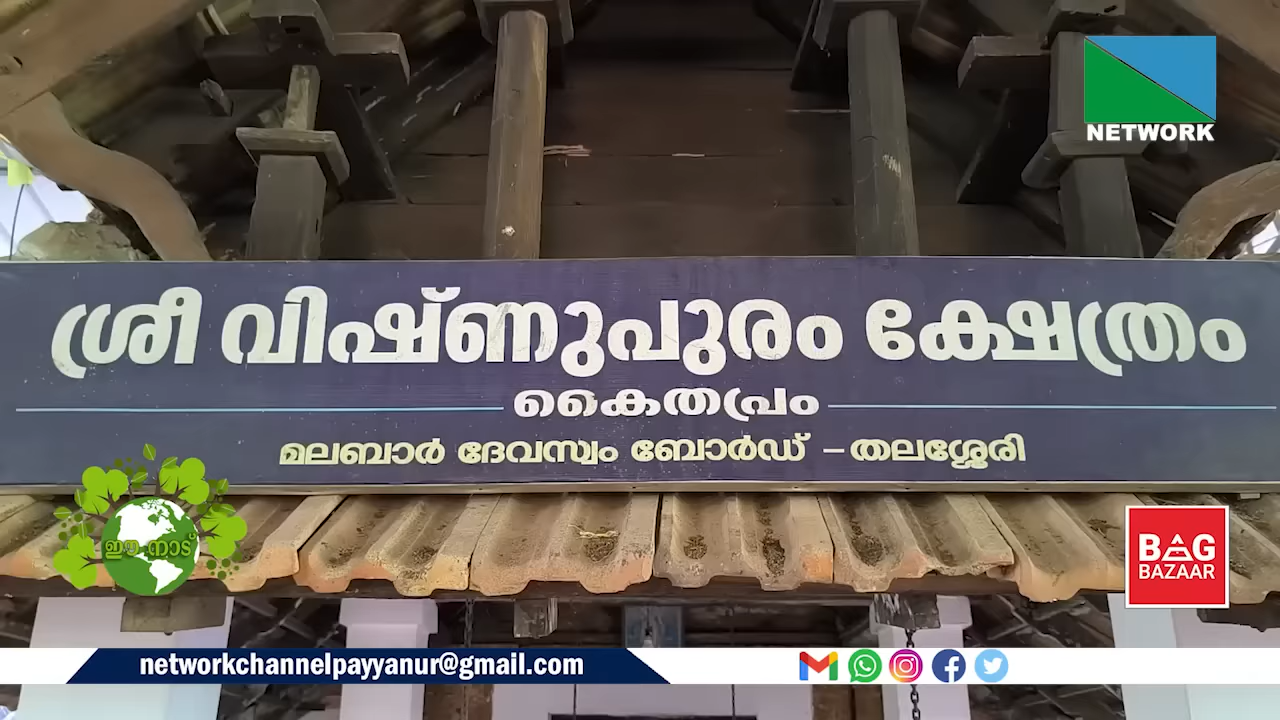 NETWORK
ശ്രീ വിഷ്ണുപുരം ക്ഷേത്രം
കൈതപ്രം
മലബാർ ദേവസ്വം ബോർഡ് – തലശ്ശേരി
ഈ നാട്
BAG
BAZAAR
networkchannelpayyanur@gmail.com